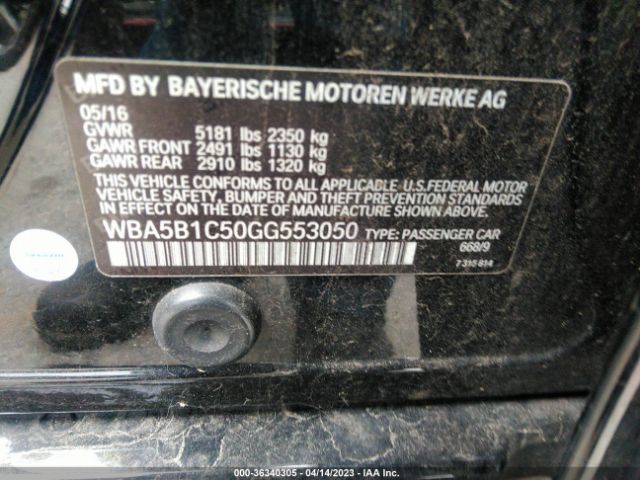 MFD BY BAYERISCHE MOTOREN WERKE AG
05/16
GVWR 5181 lbs 2350 kg
GAWR FRONT 2491 lbs 1130 kg
GAWR REAR 2910 lbs 1320 kg
THIS VEHICLE CONFORMS TO ALL APPLICABLE U.S.FEDERAL MOTOR
VEHICLE SAFETY, BUMPER AND THEFT PREVENTION STANDARDS
IN EFFECT ON THE DATE OF MANUFACTURE SHOWN ABOVE.
WBA5B1C50GG553050 TYPE: PASSENGER CAR
668/9
7 315 814
000-36340305 - 04/14/2023 - IAA Inc.